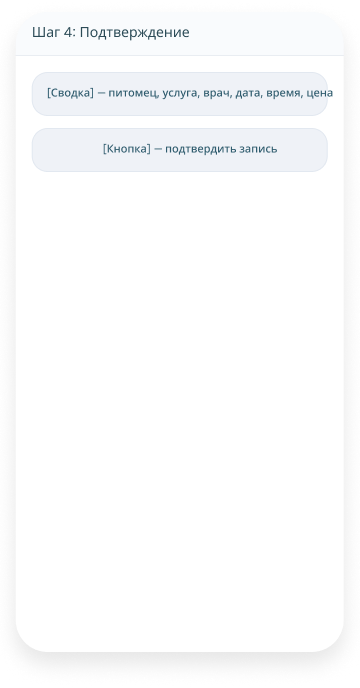 Шаг 4: Подтверждение
[Сводка] — питомец, услуга, врач, дата, время, цена
[Кнопка] — подтвердить запись